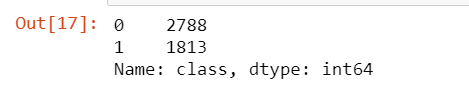 Out[17]: 0    2788
1    1813
Name: class, dtype: int64